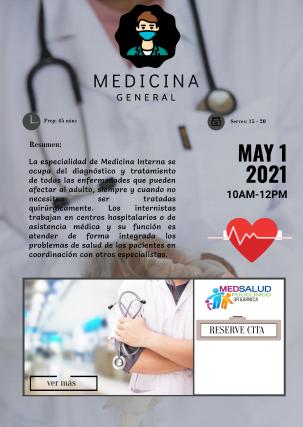 MEDICINA
GENERAL
Prep: 45 mins
Serves: 15 - 20
Resumen:
La especialidad de Medicina Interna se
ocupa del diagnóstico y tratamiento
de todas las enfermedades que pueden
afectar al adulto, siempre y cuando no
necesiten ser tratadas
quirúrgicamente. Los internistas
trabajan en centros hospitalarios o de
asistencia médica y su función es
atender de forma integrada los
problemas de salud de los pacientes en
coordinación con otros especialistas.
MAY 1
2021
10AM-12PM
MEDSALUD
POLICLÍNICO
DR GARNICA
RESERVE CITA
ver más